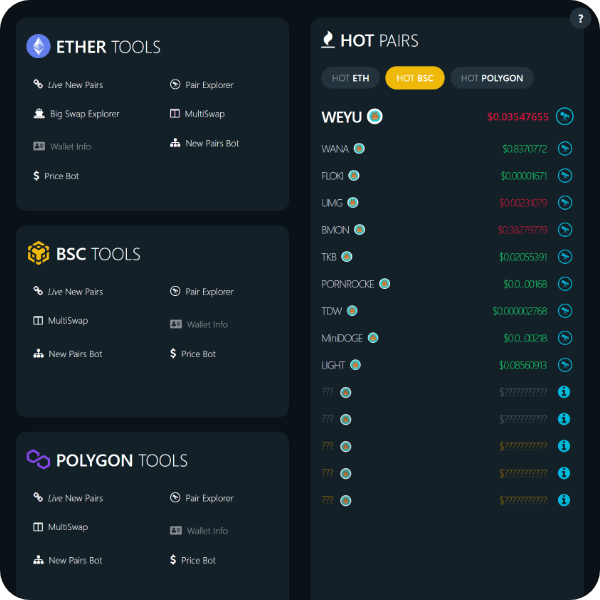 ?
ETHER TOOLS
Live New Pairs
Pair Explorer
Big Swap Explorer
MultiSwap
Wallet Info
New Pairs Bot
Price Bot
BSC TOOLS
Live New Pairs
Pair Explorer
MultiSwap
Wallet Info
New Pairs Bot
Price Bot
POLYGON TOOLS
Live New Pairs
Pair Explorer
MultiSwap
Wallet Info
New Pairs Bot
Price Bot
HOT PAIRS
HOT ETH HOT BSC HOT POLYGON
WEYU $0.03547655
WANA $0.8370772
FLOKI $0.00001671
UMG $0.00231079
BMON $0.38279779
TKB $0.02055391
PORNROCKE $0.0...00168
TDW $0.000002768
MiniDOGE $0.0...00218
LIGHT $0.08560913
??? $???????????
??? $???????????
??? $???????????
??? $???????????
??? $???????????